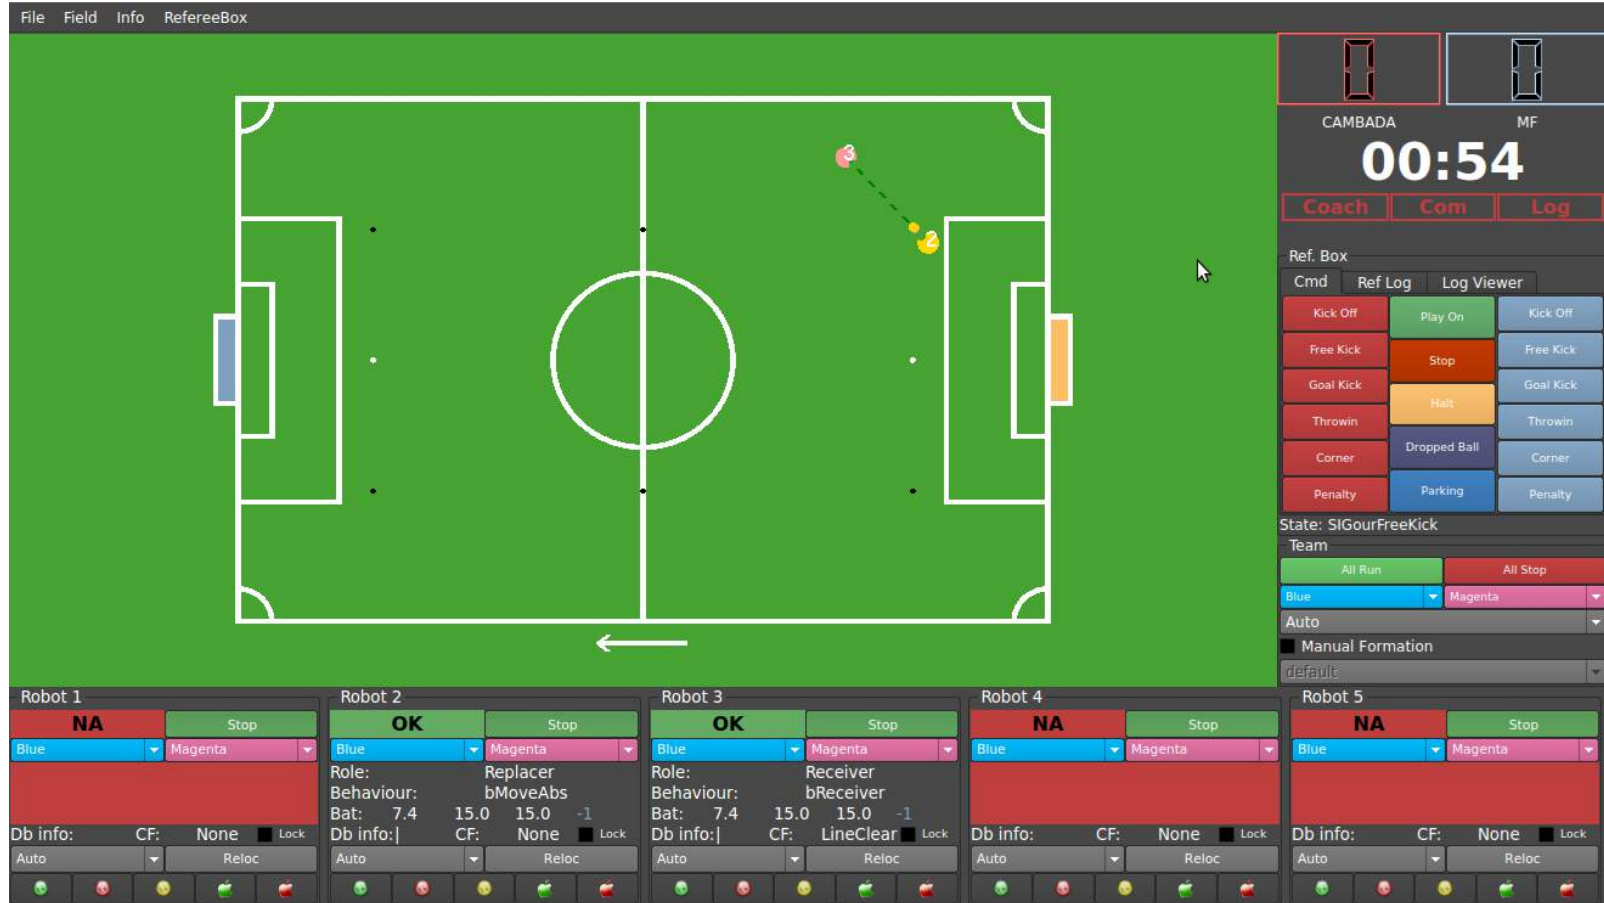 File Field Info RefereeBox
0 0
CAMBADA MF
00:54
Coach Com Log
Ref. Box
Cmd Ref Log Log Viewer
Kick Off Play On Kick Off
Free Kick Stop Free Kick
Goal Kick Halt Goal Kick
Throwin Dropped Ball Throwin
Corner Parking Corner
Penalty Penalty
State: SIGourFreeKick
Team
All Run All Stop
Blue Magenta
Auto
Manual Formation
default
3
2
Robot 1 Robot 2 Robot 3 Robot 4 Robot 5
NA Stop OK Stop OK Stop NA Stop NA Stop
Blue Magenta Blue Magenta Blue Magenta Blue Magenta Blue Magenta
Role: Replacer Role: Receiver
Behaviour: bMoveAbs Behaviour: bReceiver
Bat: 7.4 15.0 15.0 -1 Bat: 7.4 15.0 15.0 -1
Db info: CF: None Lock Db info:| CF: None Lock Db info:| CF: LineClear Lock Db info: CF: None Lock Db info: CF: None Lock
Auto Reloc Auto Reloc Auto Reloc Auto Reloc Auto Reloc